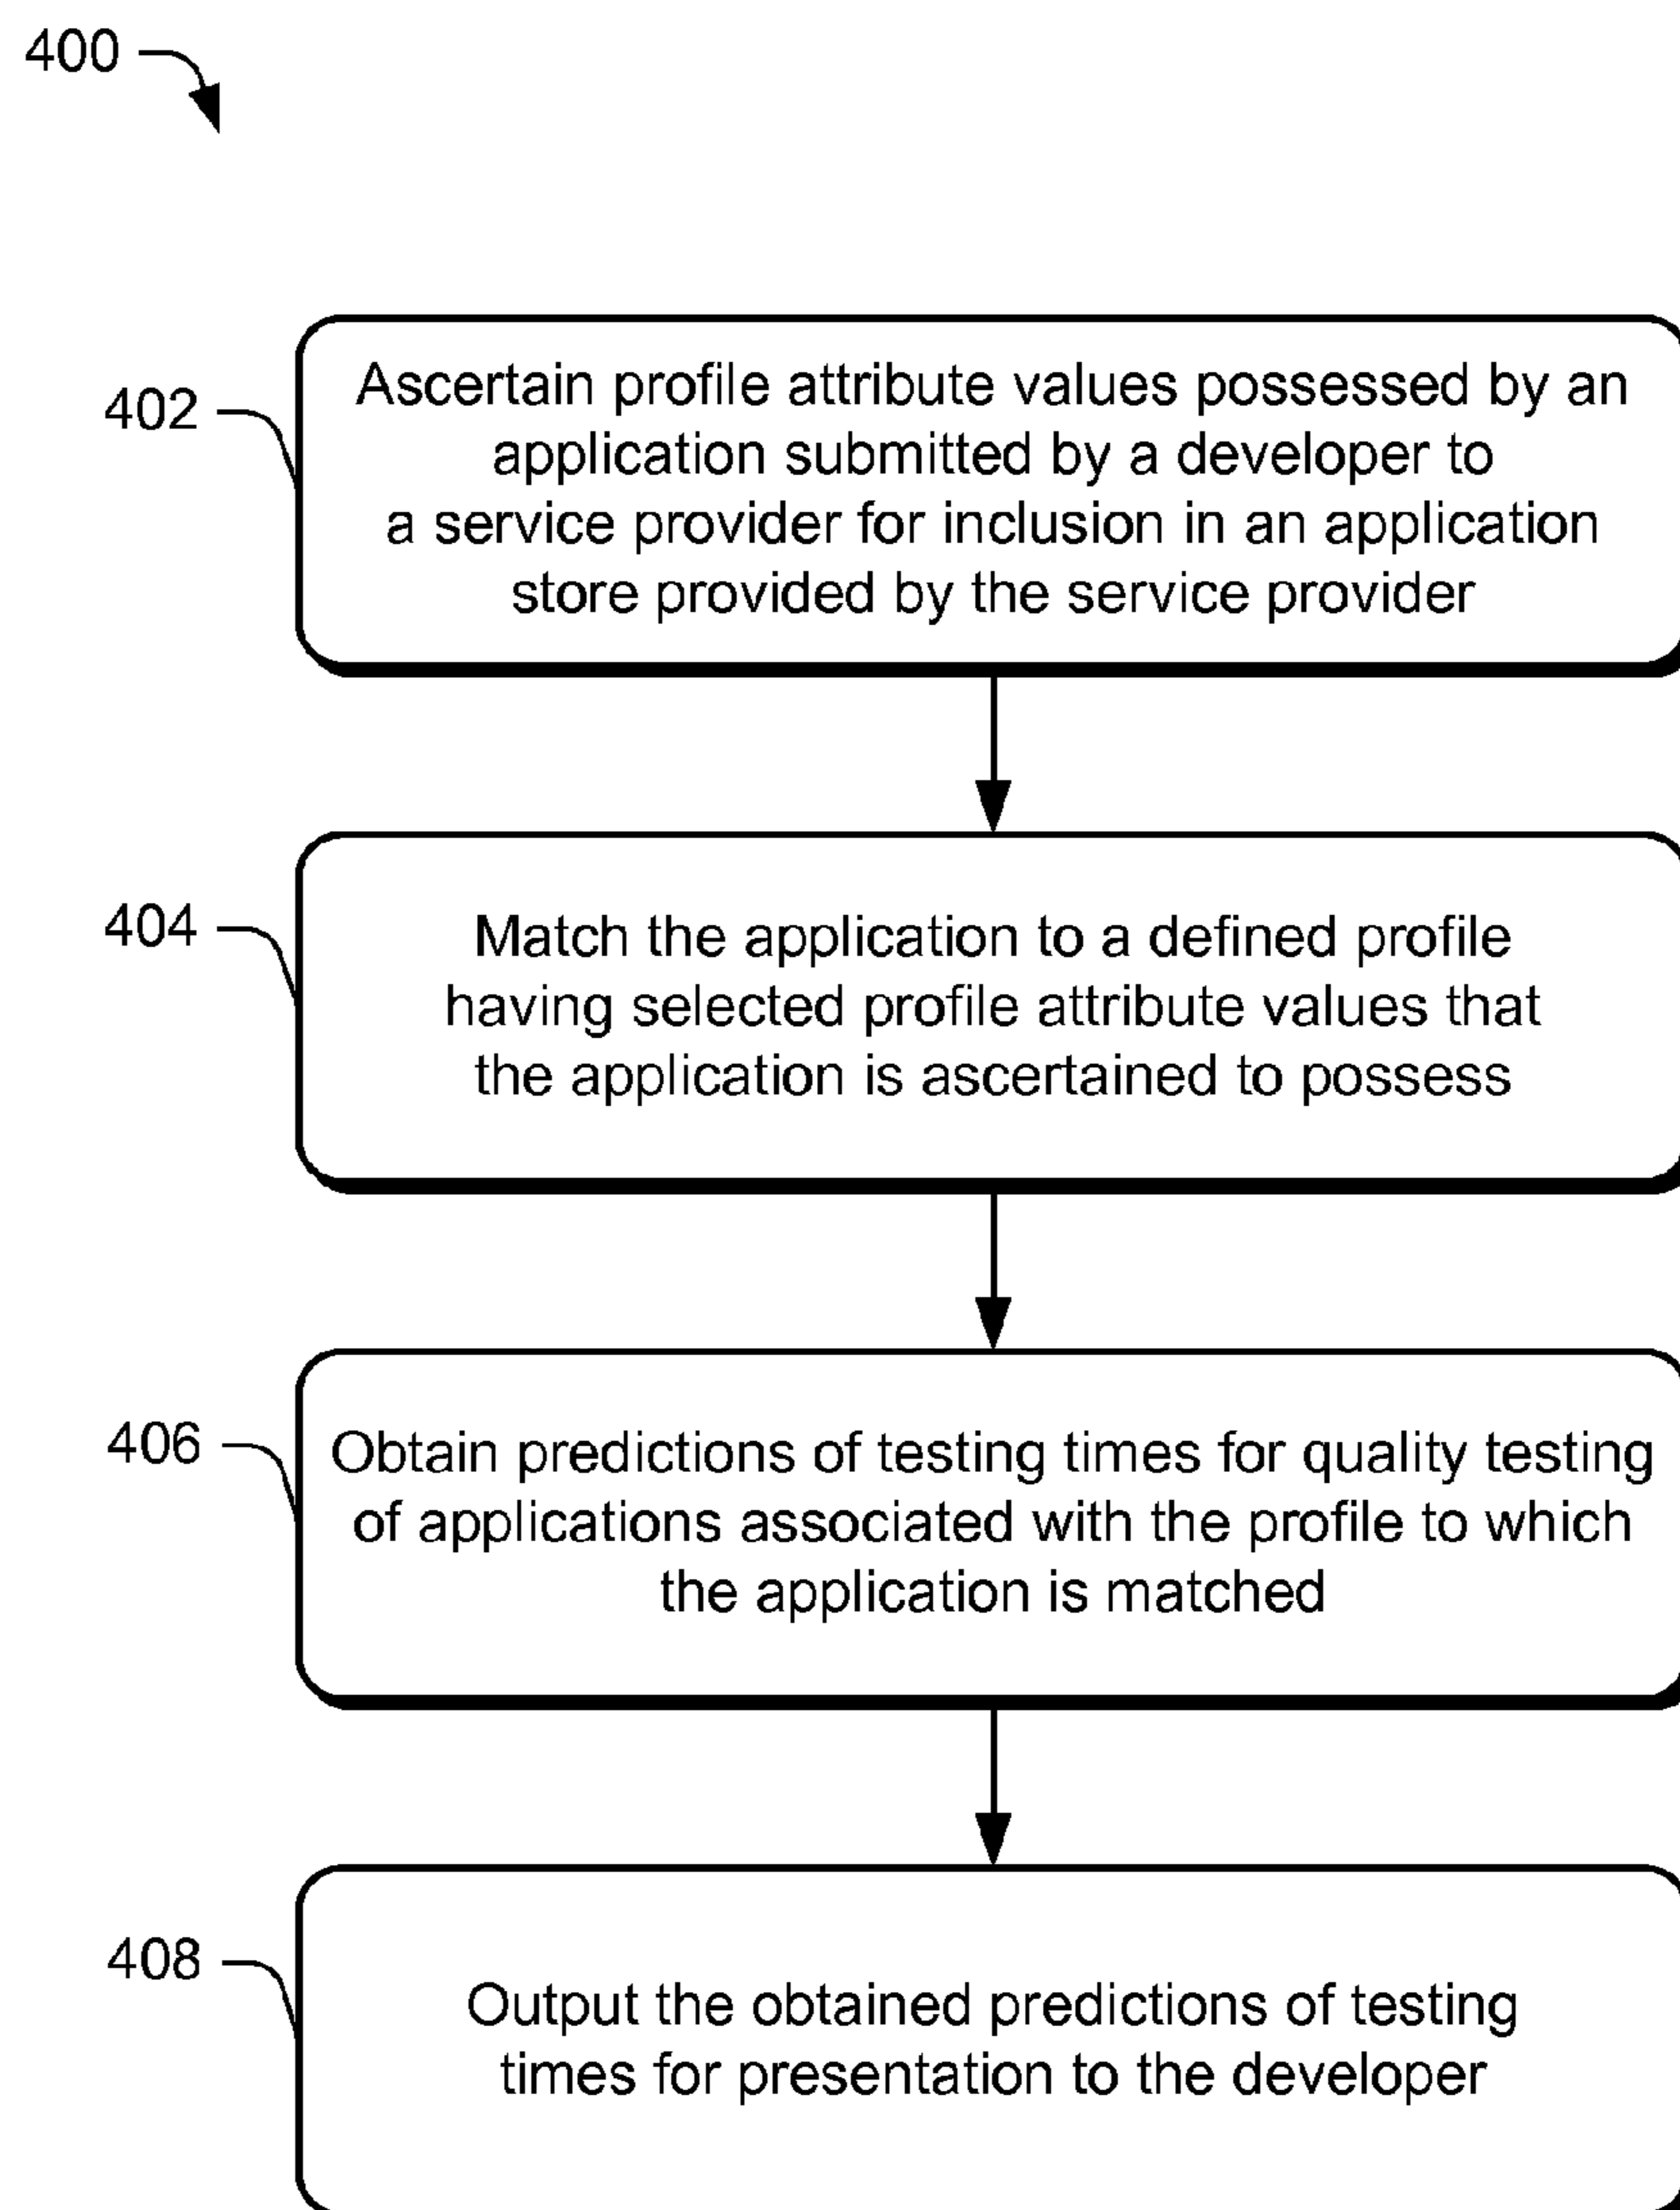 400
402
Ascertain profile attribute values possessed by an
application submitted by a developer to
a service provider for inclusion in an application
store provided by the service provider
404
Match the application to a defined profile
having selected profile attribute values that
the application is ascertained to possess
406
Obtain predictions of testing times for quality testing
of applications associated with the profile to which
the application is matched
408
Output the obtained predictions of testing
times for presentation to the developer